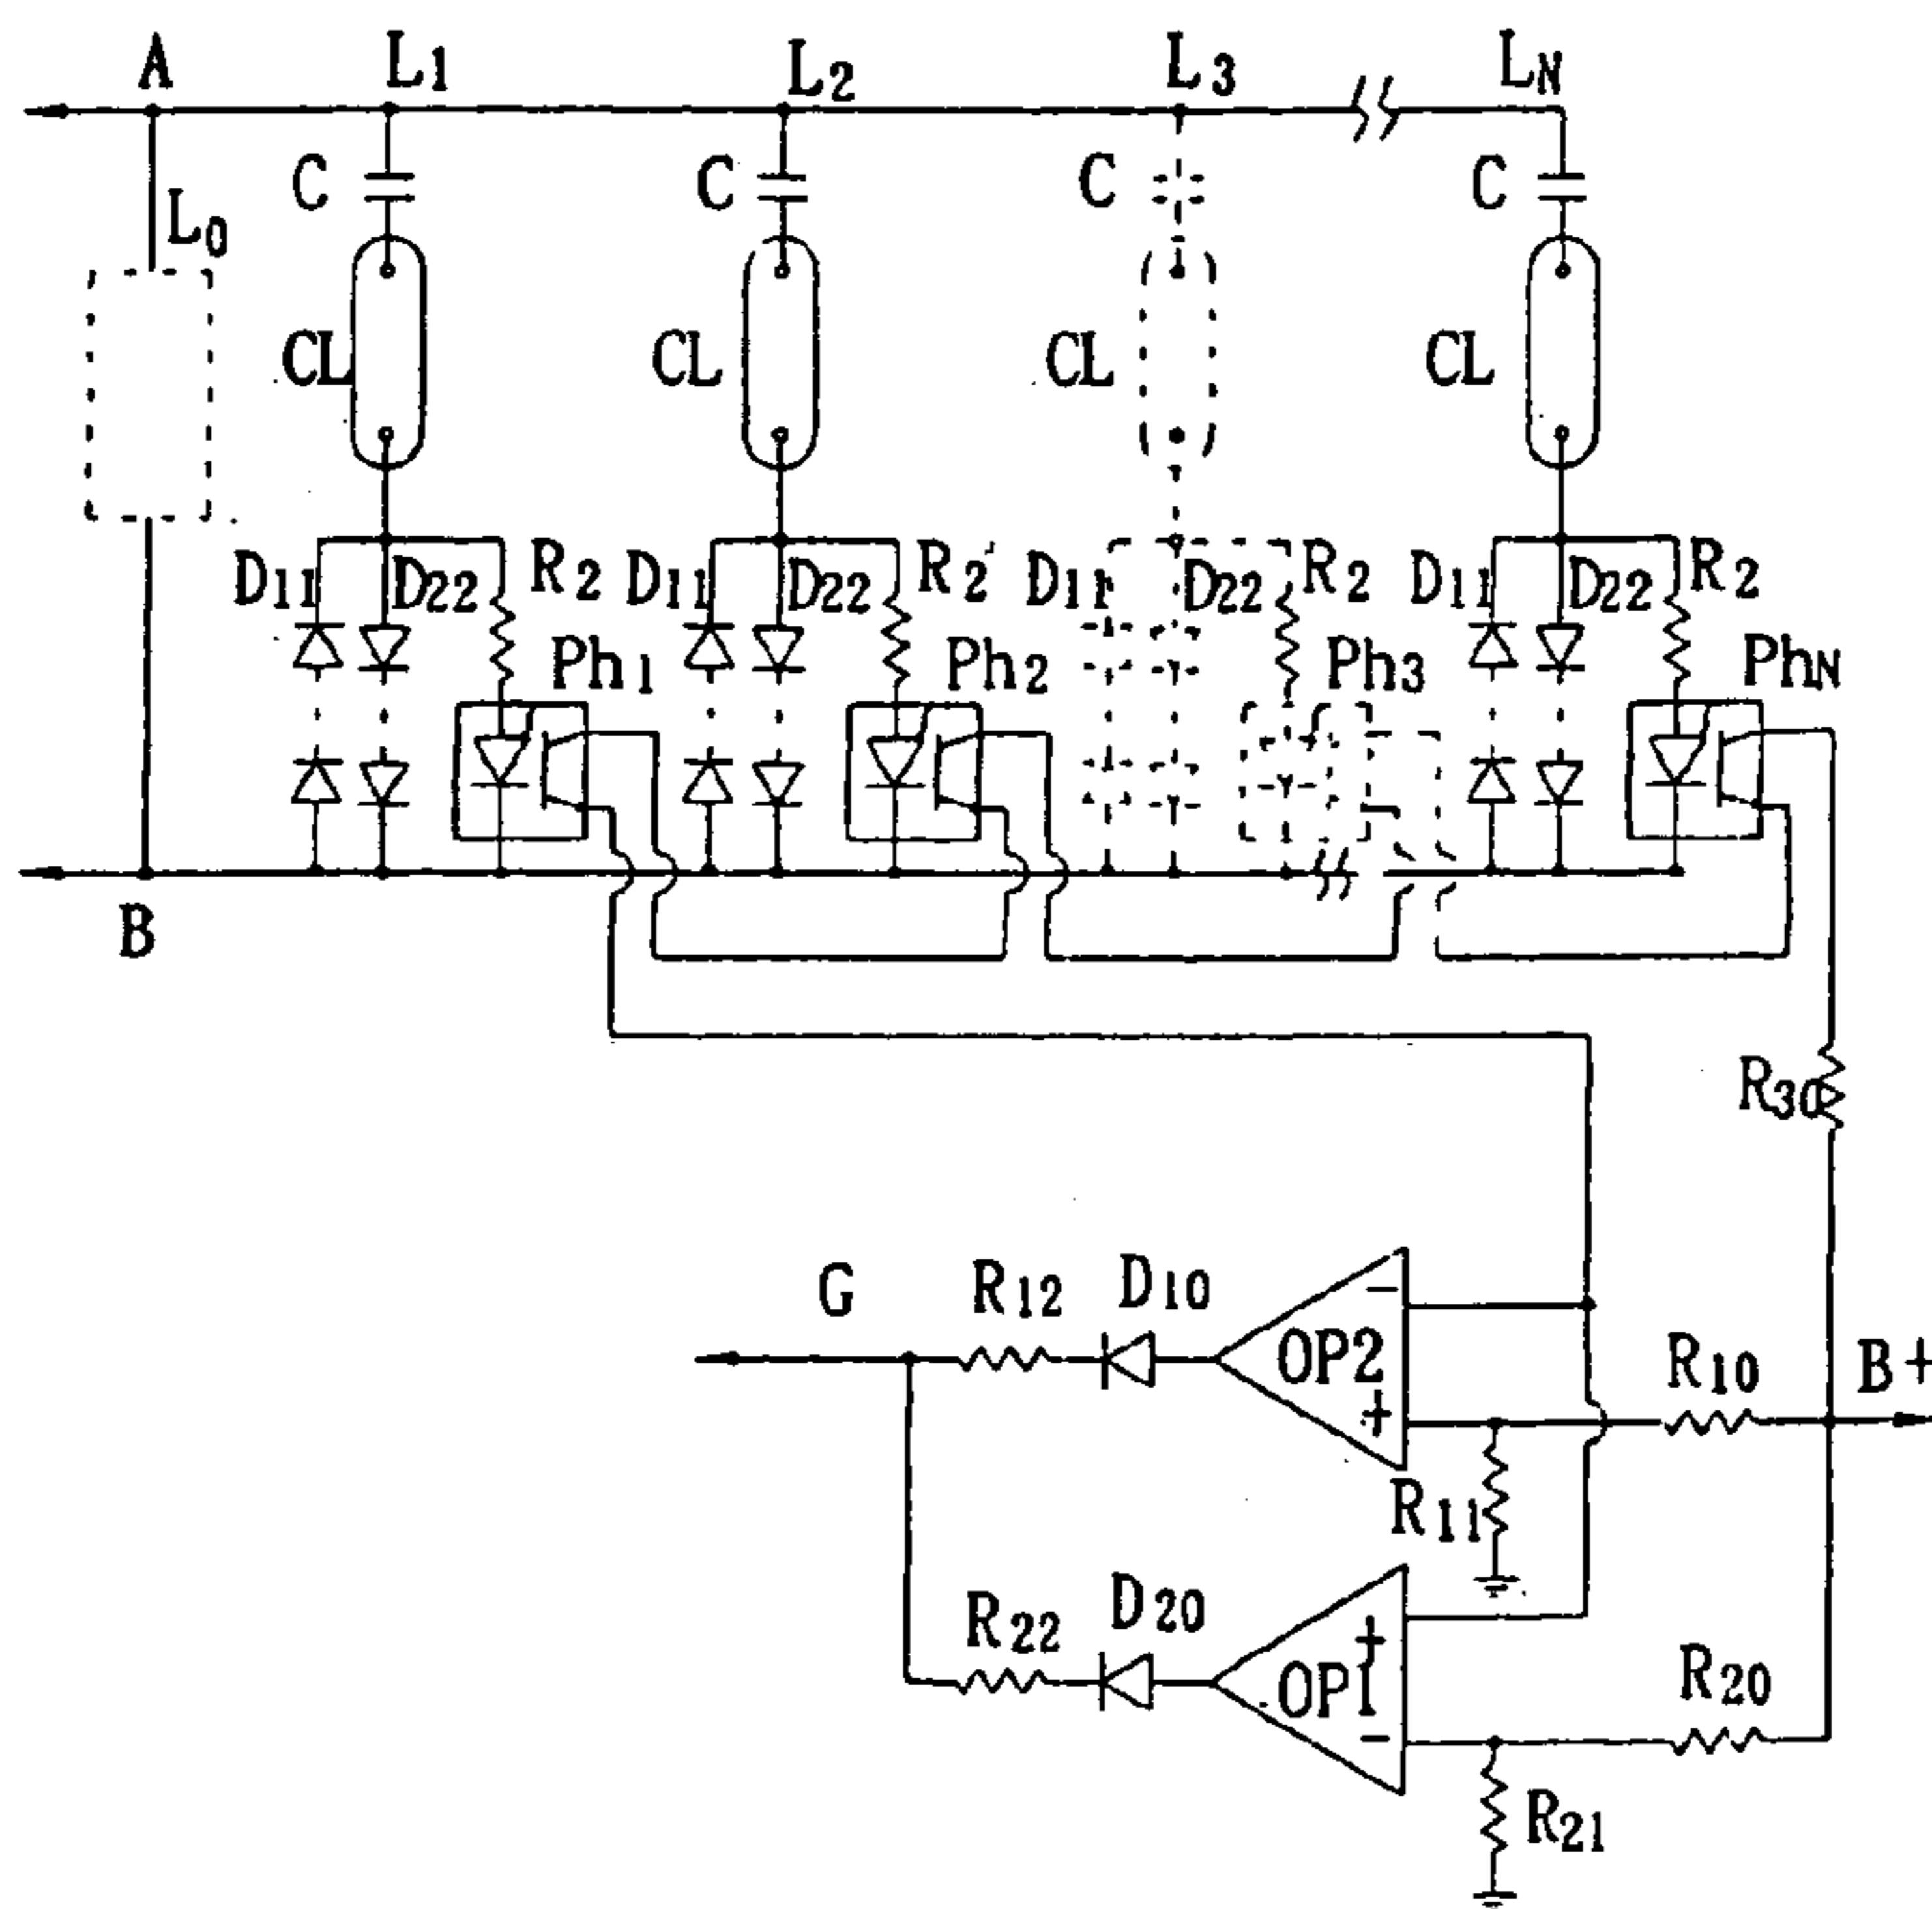 A L1 L2 L3 LN
C C C C
L0
CL CL CL CL
D11 D22 R2 D11 D22 R2 D11 D22 R2 D11 D22 R2
Ph1 Ph2 Ph3 PhN
B
R30
G R12 D10 - OP2 + R10 B+
R11
R22 D20 + OP1 - R20
R21